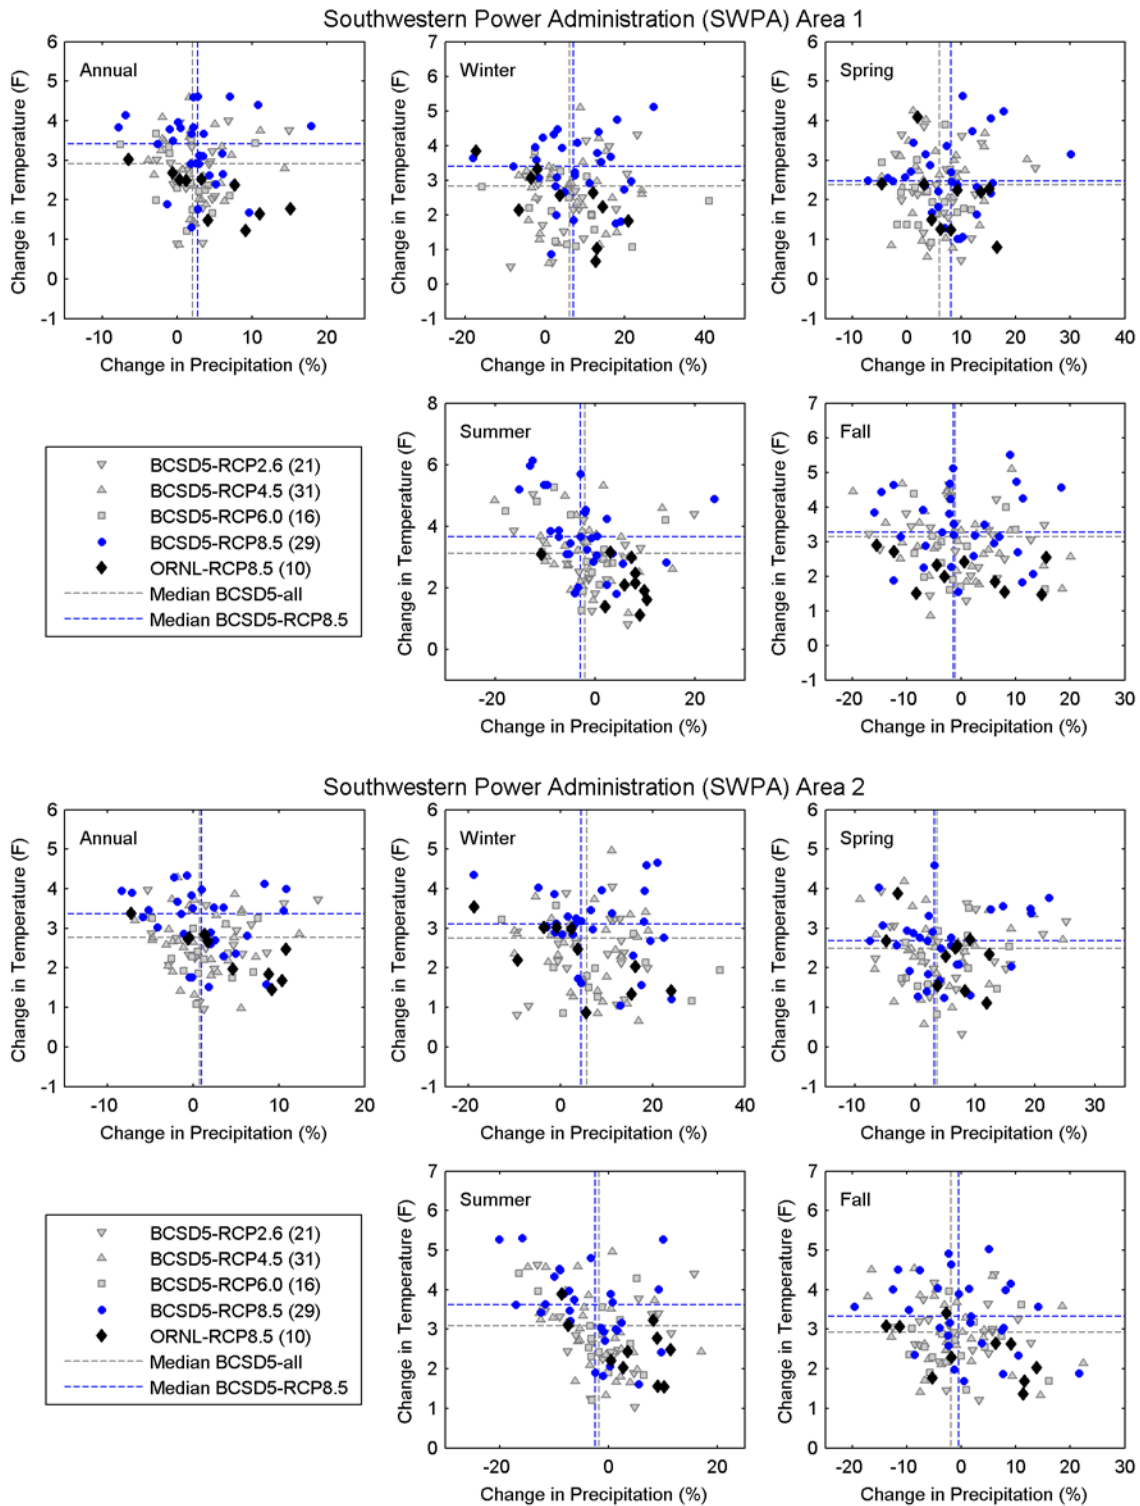 Southwestern Power Administration (SWPA) Area 1
Annual
Change in Temperature (F)
6
5
4
3
2
1
0
-1
-10 0 10 20
Change in Precipitation (%)
Winter
Change in Temperature (F)
7
6
5
4
3
2
1
0
-1
-20 0 20 40
Change in Precipitation (%)
Spring
Change in Temperature (F)
6
5
4
3
2
1
0
-1
-10 0 10 20 30 40
Change in Precipitation (%)
BCSD5-RCP2.6 (21)
BCSD5-RCP4.5 (31)
BCSD5-RCP6.0 (16)
BCSD5-RCP8.5 (29)
ORNL-RCP8.5 (10)
Median BCSD5-all
Median BCSD5-RCP8.5
Summer
Change in Temperature (F)
8
6
4
2
0
-20 0 20
Change in Precipitation (%)
Fall
Change in Temperature (F)
7
6
5
4
3
2
1
0
-1
-20 -10 0 10 20 30
Change in Precipitation (%)
Southwestern Power Administration (SWPA) Area 2
Annual
Change in Temperature (F)
6
5
4
3
2
1
0
-1
-10 0 10 20
Change in Precipitation (%)
Winter
Change in Temperature (F)
6
5
4
3
2
1
0
-1
-20 0 20 40
Change in Precipitation (%)
Spring
Change in Temperature (F)
6
5
4
3
2
1
0
-1
-10 0 10 20 30
Change in Precipitation (%)
BCSD5-RCP2.6 (21)
BCSD5-RCP4.5 (31)
BCSD5-RCP6.0 (16)
BCSD5-RCP8.5 (29)
ORNL-RCP8.5 (10)
Median BCSD5-all
Median BCSD5-RCP8.5
Summer
Change in Temperature (F)
7
6
5
4
3
2
1
0
-20 0 20
Change in Precipitation (%)
Fall
Change in Temperature (F)
7
6
5
4
3
2
1
0
-20 -10 0 10 20 30
Change in Precipitation (%)